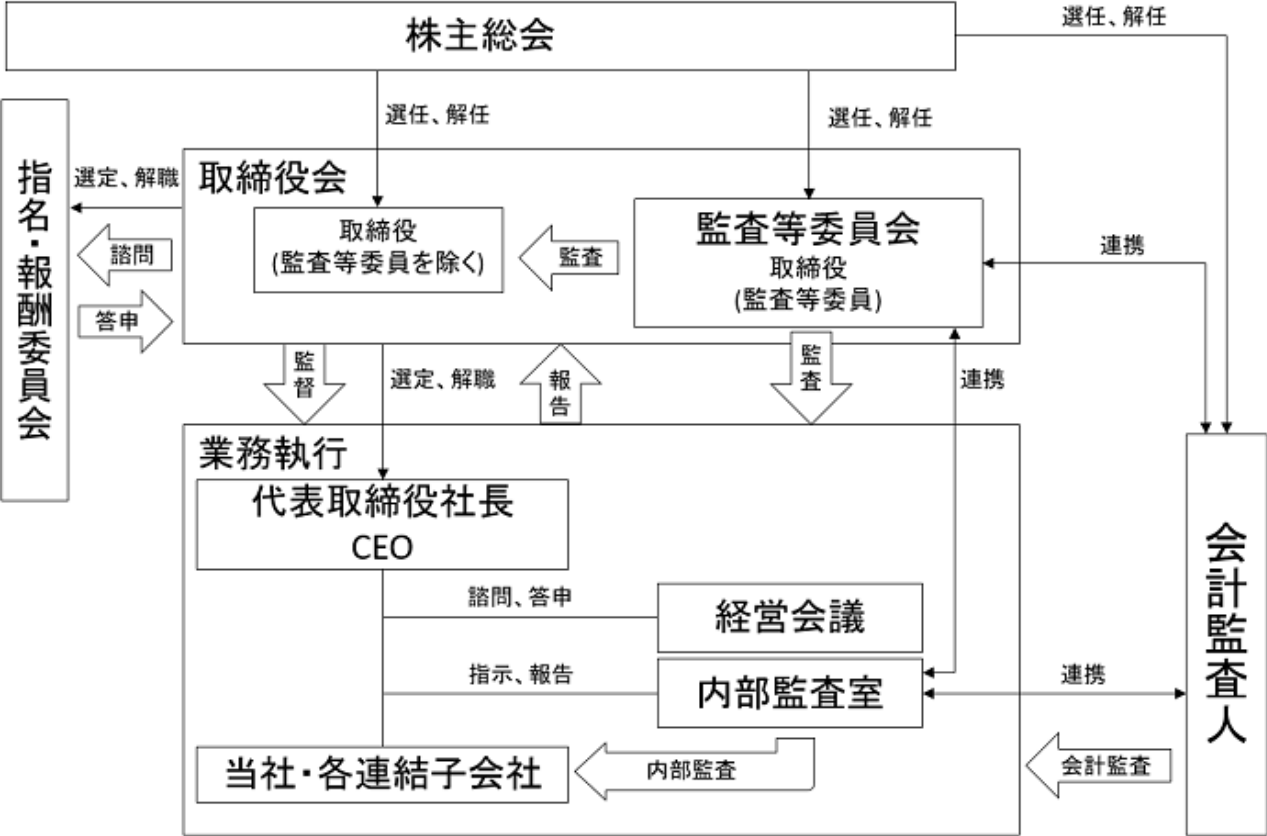 株主総会
選任、解任
選任、解任
選任、解任
指名・報酬委員会
選定、解職
諮問
答申
取締役会
取締役
(監査等委員を除く)
監査
監査等委員会
取締役
(監査等委員)
連携
監督
選定、解職
報告
監査
連携
業務執行
代表取締役社長
CEO
諮問、答申
経営会議
指示、報告
内部監査室
連携
当社・各連結子会社
内部監査
会計監査
会計監査人